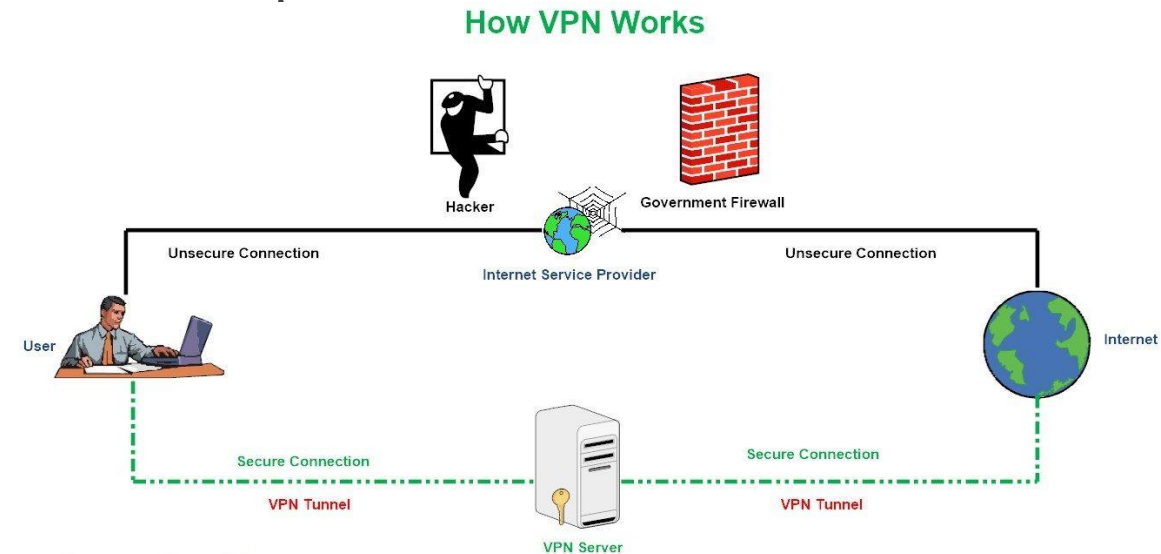 How VPN Works
Hacker
Government Firewall
Unsecure Connection
Unsecure Connection
Internet Service Provider
User
Internet
Secure Connection
Secure Connection
VPN Tunnel
VPN Tunnel
VPN Server